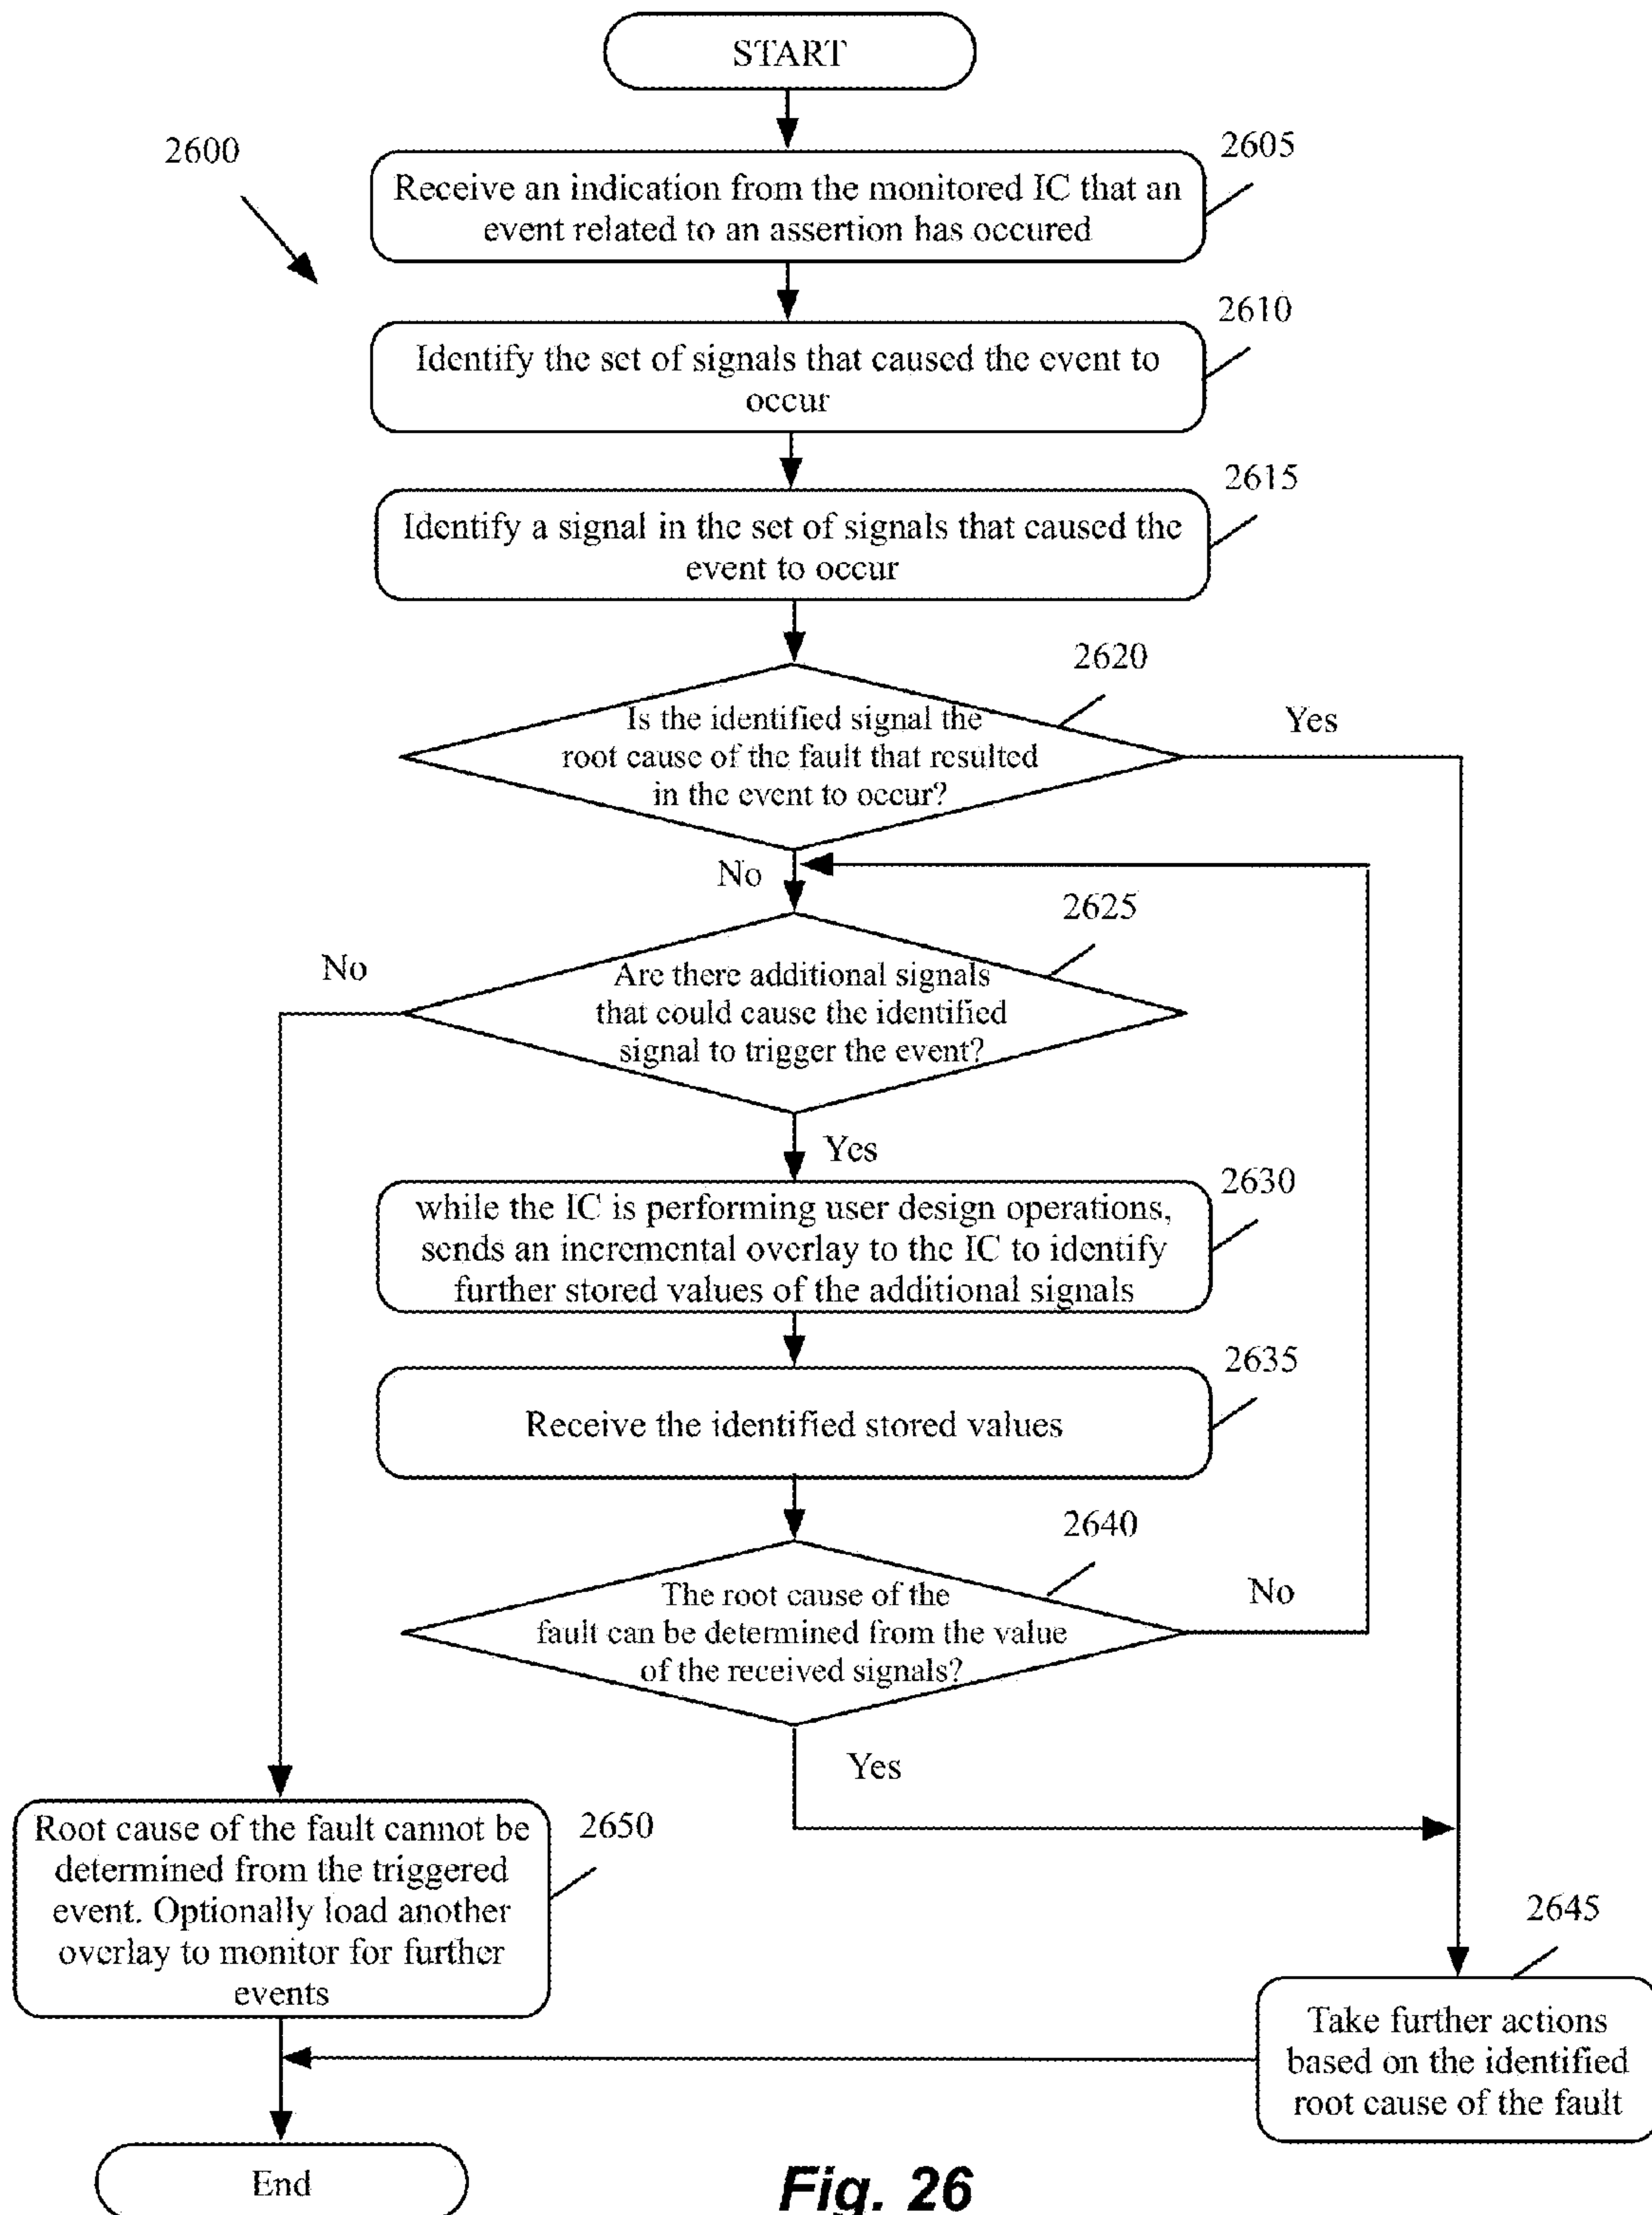 START
2600
2605
Receive an indication from the monitored IC that an
event related to an assertion has occured
2610
Identify the set of signals that caused the event to
occur
2615
Identify a signal in the set of signals that caused the
event to occur
2620
Is the identified signal the
root cause of the fault that resulted
in the event to occur?
Yes
No
2625
No
Are there additional signals
that could cause the identified
signal to trigger the event?
Yes
2630
while the IC is performing user design operations,
sends an incremental overlay to the IC to identify
further stored values of the additional signals
2635
Receive the identified stored values
2640
The root cause of the
fault can be determined from the value
of the received signals?
No
Yes
2650
Root cause of the fault cannot be
determined from the triggered
event. Optionally load another
overlay to monitor for further
events
2645
Take further actions
based on the identified
root cause of the fault
End
Fig. 26